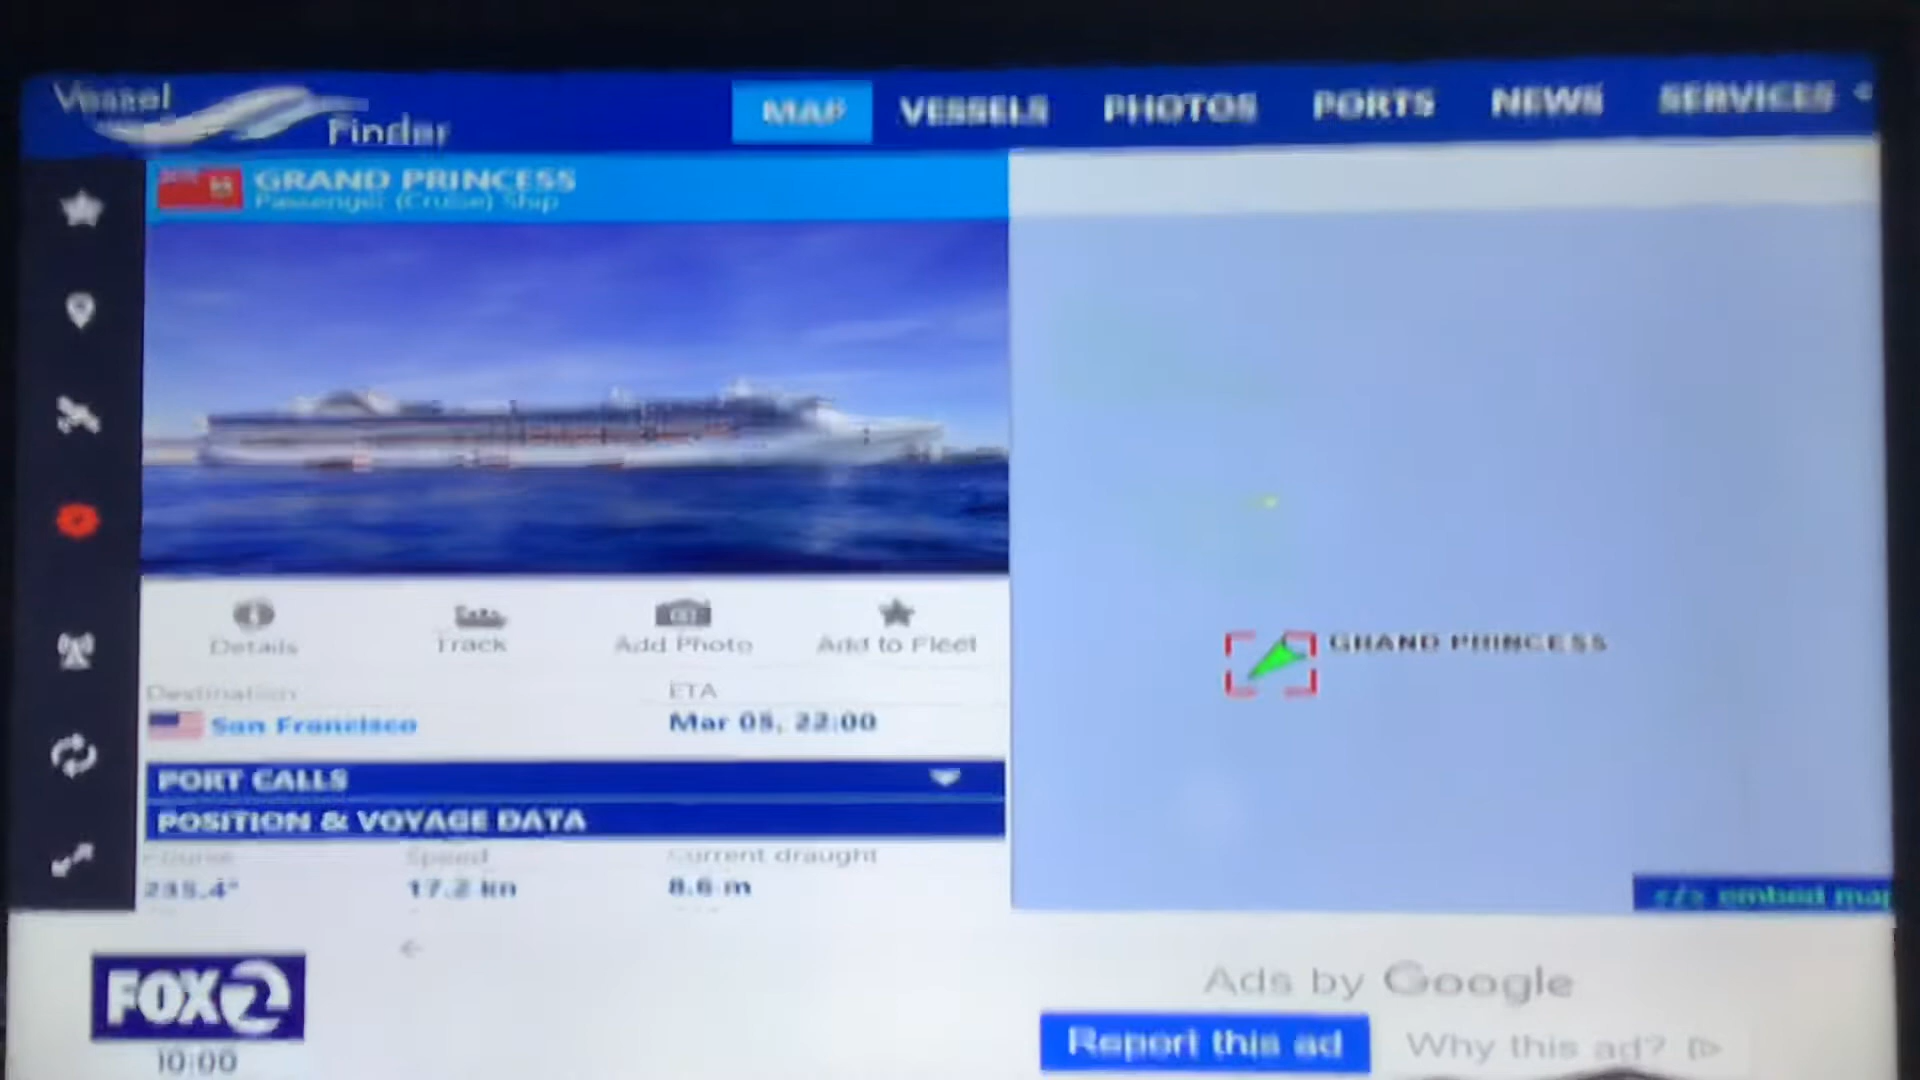 Vessel
Finder
MAP
VESSELS
PHOTOS
PORTS
NEWS
SERVICES
GRAND PRINCESS
Passenger (Cruise) Ship
Details
Track
Add Photo
Add to Fleet
Destination
ETA
San Francisco
Mar 05, 22:00
PORT CALLS
POSITION & VOYAGE DATA
Course
Speed
Current draught
235.4°
17.2 kn
8.6 m
GRAND PRINCESS
</> embed map
FOX 2
10:00
Ads by Google
Report this ad
Why this ad?